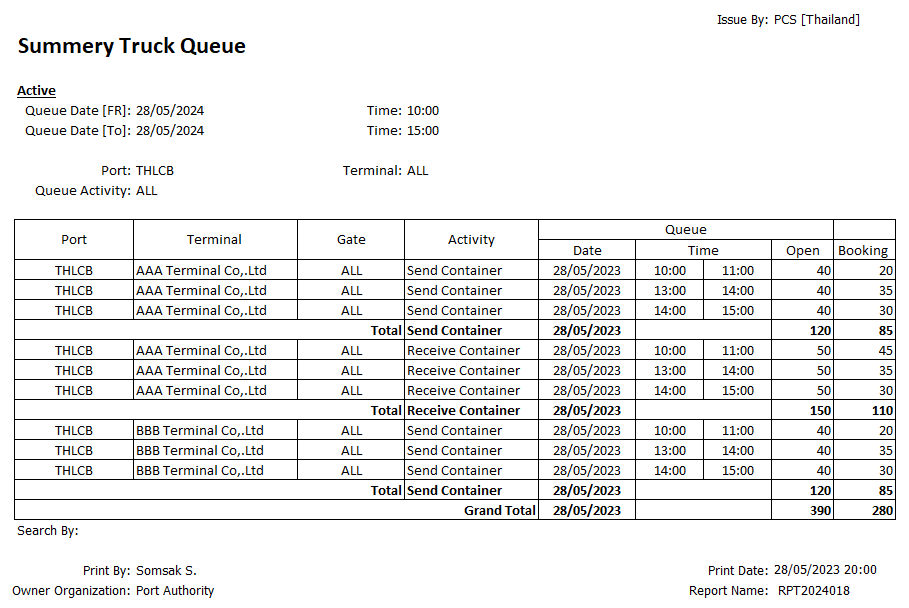 Issue By: PCS [Thailand]
Summery Truck Queue
Active
Queue Date [FR]: 28/05/2024 Time: 10:00
Queue Date [To]: 28/05/2024 Time: 15:00
Port: THLCB Terminal: ALL
Queue Activity: ALL
Port Terminal Gate Activity Queue
Date Time Open Booking
THLCB AAA Terminal Co,.Ltd ALL Send Container 28/05/2023 10:00 11:00 40 20
THLCB AAA Terminal Co,.Ltd ALL Send Container 28/05/2023 13:00 14:00 40 35
THLCB AAA Terminal Co,.Ltd ALL Send Container 28/05/2023 14:00 15:00 40 30
Total Send Container 28/05/2023 120 85
THLCB AAA Terminal Co,.Ltd ALL Receive Container 28/05/2023 10:00 11:00 50 45
THLCB AAA Terminal Co,.Ltd ALL Receive Container 28/05/2023 13:00 14:00 50 35
THLCB AAA Terminal Co,.Ltd ALL Receive Container 28/05/2023 14:00 15:00 50 30
Total Receive Container 28/05/2023 150 110
THLCB BBB Terminal Co,.Ltd ALL Send Container 28/05/2023 10:00 11:00 40 20
THLCB BBB Terminal Co,.Ltd ALL Send Container 28/05/2023 13:00 14:00 40 35
THLCB BBB Terminal Co,.Ltd ALL Send Container 28/05/2023 14:00 15:00 40 30
Total Send Container 28/05/2023 120 85
Grand Total 28/05/2023 390 280
Search By:
Print By: Somsak S. Print Date: 28/05/2023 20:00
Owner Organization: Port Authority Report Name: RPT2024018